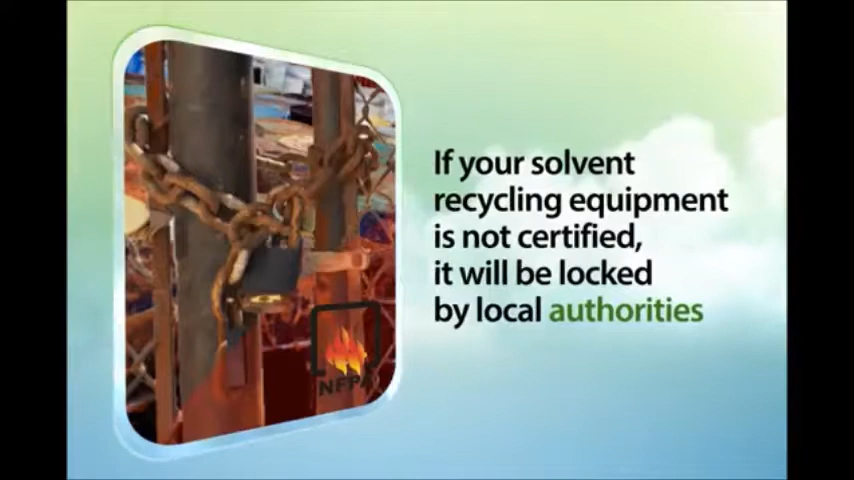 If your solvent
recycling equipment
is not certified,
it will be locked
by local authorities
NFPA